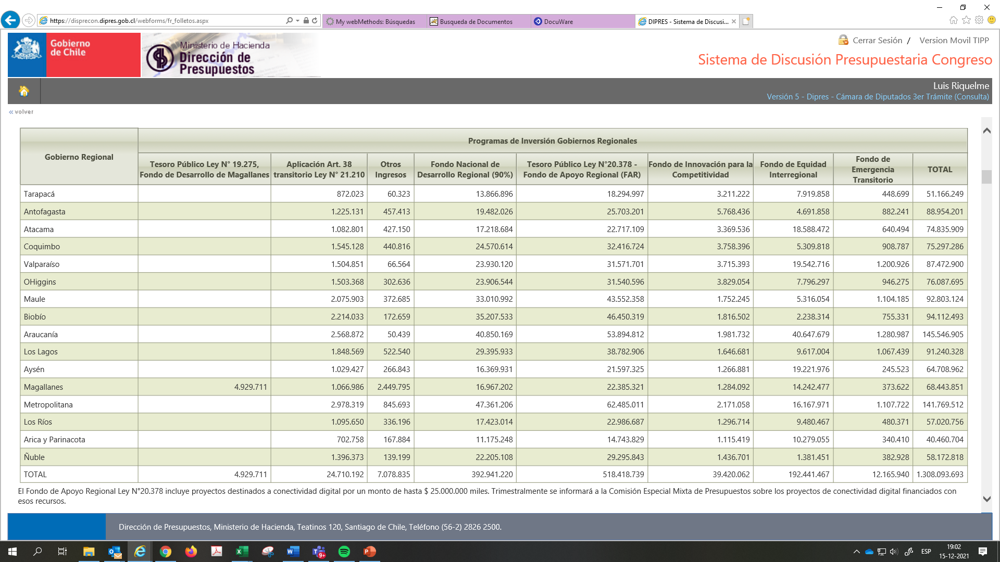 https://disprecon.dipres.gob.cl/webforms/fr_folletos.aspx
My webMethods: Búsquedas
Busqueda de Documentos
DocuWare
DIPRES - Sistema de Discusi...
Gobierno
de Chile
Ministerio de Hacienda
Dirección de
Presupuestos
Cerrar Sesión / Version Movil TIPP
Sistema de Discusión Presupuestaria Congreso
Luis Riquelme
Versión 5 - Dipres - Cámara de Diputados 3er Trámite (Consulta)
« volver
Gobierno Regional
Programas de Inversión Gobiernos Regionales
Tesoro Público Ley N° 19.275,
Fondo de Desarrollo de Magallanes
Aplicación Art. 38
transitorio Ley N° 21.210
Otros
Ingresos
Fondo Nacional de
Desarrollo Regional (90%)
Tesoro Público Ley N°20.378 -
Fondo de Apoyo Regional (FAR)
Fondo de Innovación para la
Competitividad
Fondo de Equidad
Interregional
Fondo de
Emergencia
Transitorio
TOTAL
Tarapacá 872.023 60.323 13.866.896 18.294.997 3.211.222 7.919.858 448.699 51.166.249
Antofagasta 1.225.131 457.413 19.482.026 25.703.201 5.768.436 4.691.858 882.241 88.954.201
Atacama 1.082.801 427.150 17.218.684 22.717.109 3.369.536 18.588.472 640.494 74.835.909
Coquimbo 1.545.128 440.816 24.570.614 32.416.724 3.758.396 5.309.818 908.787 75.297.286
Valparaíso 1.504.851 66.564 23.930.120 31.571.701 3.715.393 19.542.716 1.200.926 87.472.900
OHiggins 1.503.368 302.636 23.906.544 31.540.596 3.829.054 7.796.297 946.275 76.087.695
Maule 2.075.903 372.685 33.010.992 43.552.358 1.752.245 5.316.054 1.104.185 92.803.124
Biobío 2.214.033 172.659 35.207.533 46.450.319 1.816.502 2.238.314 755.331 94.112.493
Araucanía 2.568.872 50.439 40.850.169 53.894.812 1.981.732 40.647.679 1.280.987 145.546.905
Los Lagos 1.848.569 522.540 29.395.933 38.782.906 1.646.681 9.617.004 1.067.439 91.240.328
Aysén 1.029.427 266.843 16.369.931 21.597.325 1.266.881 19.221.976 245.523 64.708.962
Magallanes 4.929.711 1.066.986 2.449.795 16.967.202 22.385.321 1.284.092 14.242.477 373.622 68.443.851
Metropolitana 2.978.319 845.693 47.361.206 62.485.011 2.171.058 16.167.971 1.107.722 141.769.512
Los Ríos 1.095.650 336.196 17.423.014 22.986.687 1.296.714 9.480.467 480.371 57.020.756
Arica y Parinacota 702.758 167.884 11.175.248 14.743.829 1.115.419 10.279.055 340.410 40.460.704
Ñuble 1.396.373 139.199 22.205.108 29.295.843 1.436.701 1.381.451 382.928 58.172.818
TOTAL 4.929.711 24.710.192 7.078.835 392.941.220 518.418.739 39.420.062 192.441.467 12.165.940 1.308.093.693
El Fondo de Apoyo Regional Ley N°20.378 incluye proyectos destinados a conectividad digital por un monto de hasta $ 25.000.000 miles. Trimestralmente se informará a la Comisión Especial Mixta de Presupuestos sobre los proyectos de conectividad digital financiados con
esos recursos.
Dirección de Presupuestos, Ministerio de Hacienda, Teatinos 120, Santiago de Chile, Teléfono (56-2) 2826 2500.
9+
ESP
19:02
15-12-2021